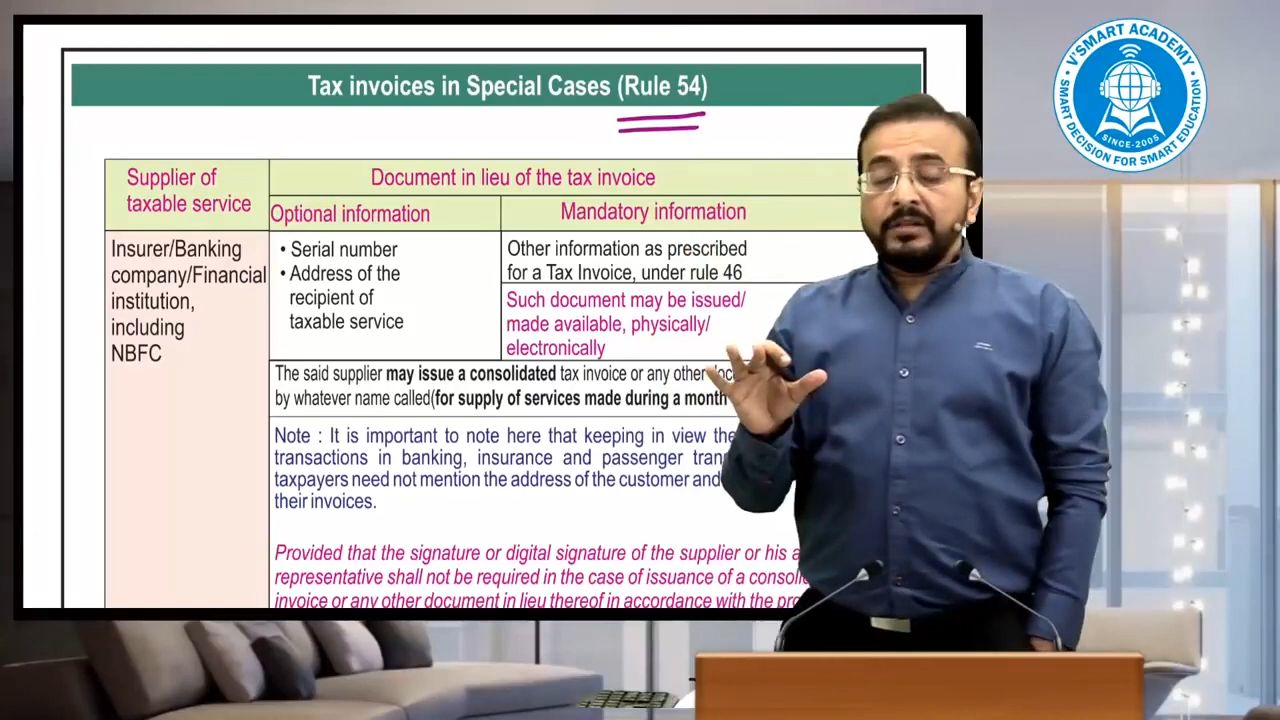 Tax invoices in Special Cases (Rule 54)
Supplier of
taxable service
Document in lieu of the tax invoice
Optional information
Mandatory information
Insurer/Banking
company/Financial
institution,
including
NBFC
• Serial number
• Address of the
recipient of
taxable service
Other information as prescribed
for a Tax Invoice, under rule 46
Such document may be issued/
made available, physically/
electronically
The said supplier may issue a consolidated tax invoice or any other
by whatever name called(for supply of services made during a month
Note : It is important to note here that keeping in view the
transactions in banking, insurance and passenger
taxpayers need not mention the address of the customer and
their invoices.
Provided that the signature or digital signature of the supplier or his
representative shall not be required in the case of issuance of a
invoice or any other document in lieu thereof in accordance with the
V'SMART ACADEMY
SINCE-2005
SMART DECISION FOR SMART EDUCATION